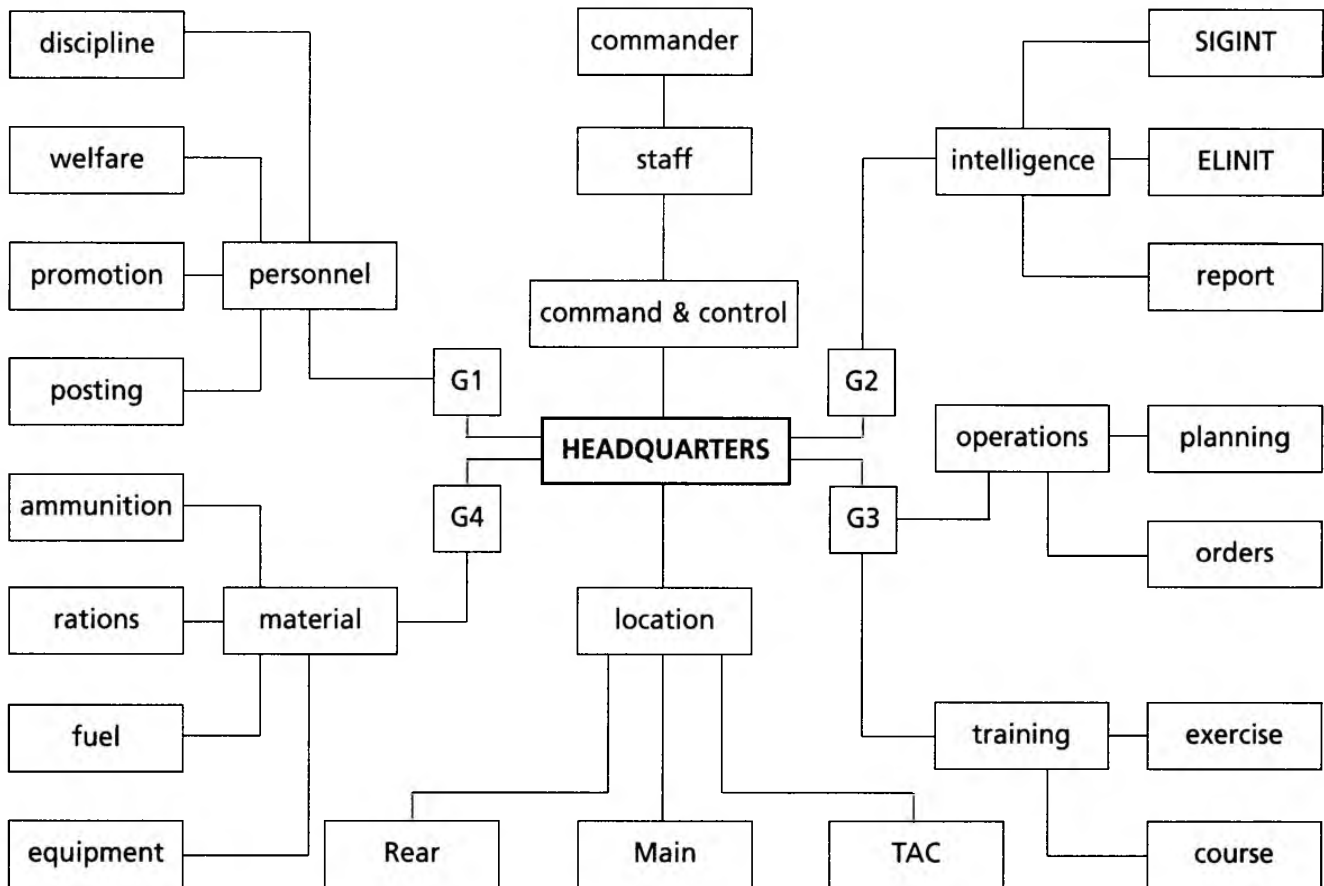 discipline
commander
SIGINT
welfare
staff
intelligence
ELINIT
promotion
personnel
report
command & control
posting
G1
G2
HEADQUARTERS
operations
planning
ammunition
G4
G3
orders
rations
material
location
fuel
training
exercise
equipment
Rear
Main
TAC
course